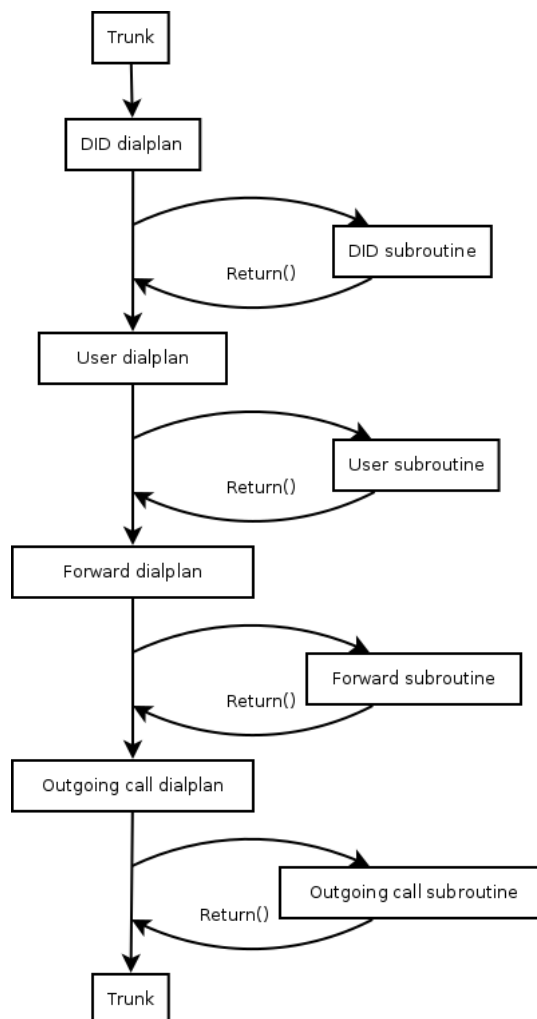 Trunk
DID dialplan
DID subroutine
Return()
User dialplan
User subroutine
Return()
Forward dialplan
Forward subroutine
Return()
Outgoing call dialplan
Outgoing call subroutine
Return()
Trunk